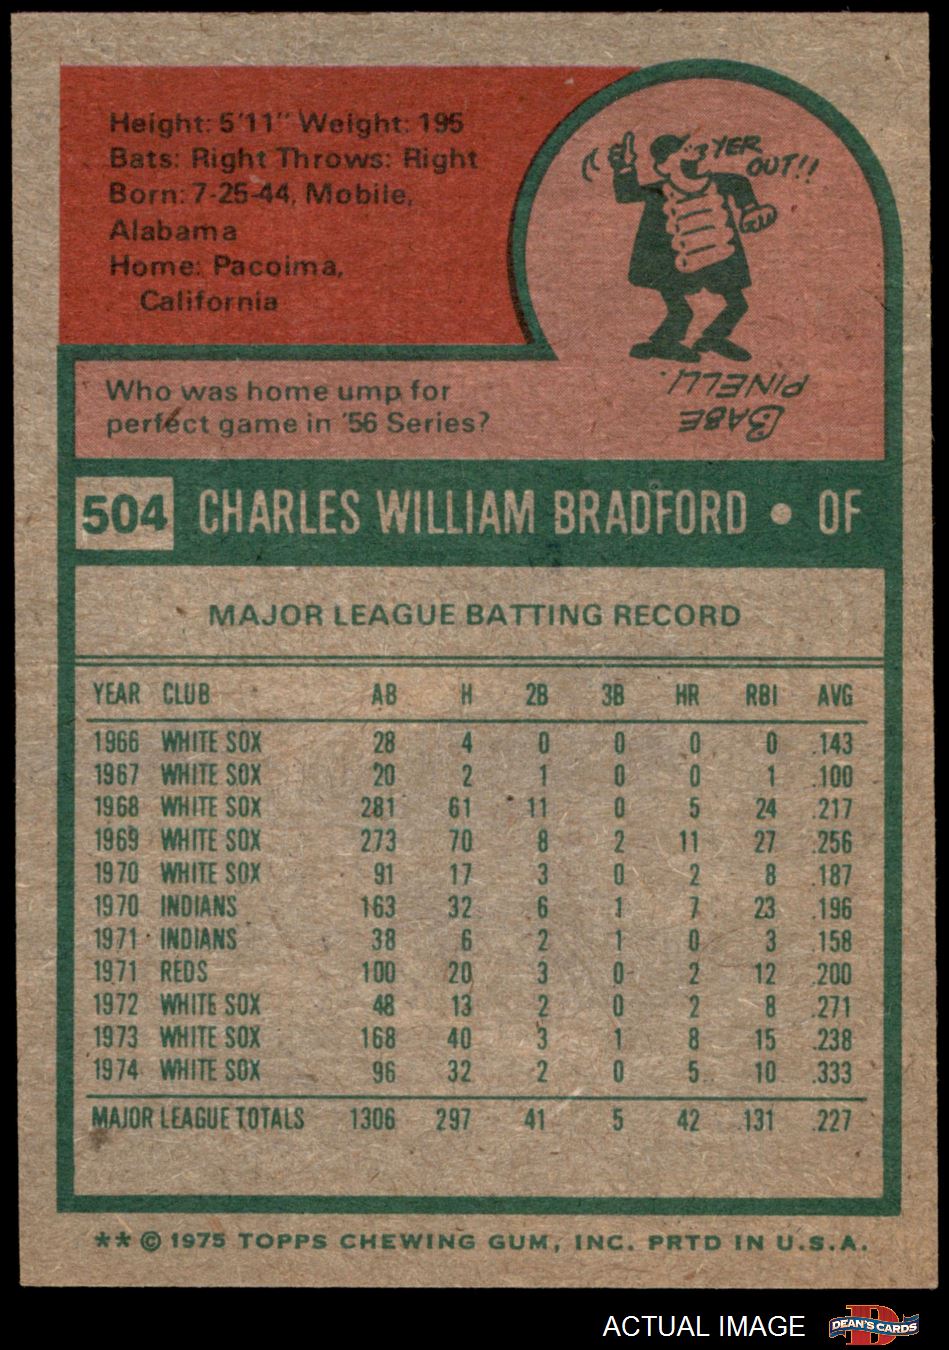 Height: 5'11" Weight: 195
Bats: Right Throws: Right
Born: 7-25-44, Mobile,
Alabama
Home: Pacoima,
California
YER
OUT!!
BABE
PINELLI.
Who was home ump for
perfect game in '56 Series?
504 CHARLES WILLIAM BRADFORD • OF
MAJOR LEAGUE BATTING RECORD
YEAR CLUB AB H 2B 3B HR RBI AVG
1966 WHITE SOX 28 4 0 0 0 0 .143
1967 WHITE SOX 20 2 1 0 0 1 .100
1968 WHITE SOX 281 61 11 0 5 24 .217
1969 WHITE SOX 273 70 8 2 11 27 .256
1970 WHITE SOX 91 17 3 0 2 8 .187
1970 INDIANS 163 32 6 1 7 23 .196
1971 INDIANS 38 6 2 1 0 3 .158
1971 REDS 100 20 3 0 2 12 .200
1972 WHITE SOX 48 13 2 0 2 8 .271
1973 WHITE SOX 168 40 3 1 8 15 .238
1974 WHITE SOX 96 32 2 0 5 10 .333
MAJOR LEAGUE TOTALS 1306 297 41 5 42 131 .227
** © 1975 TOPPS CHEWING GUM, INC. PRTD IN U.S.A.
ACTUAL IMAGE
D
DEAN'S CARDS